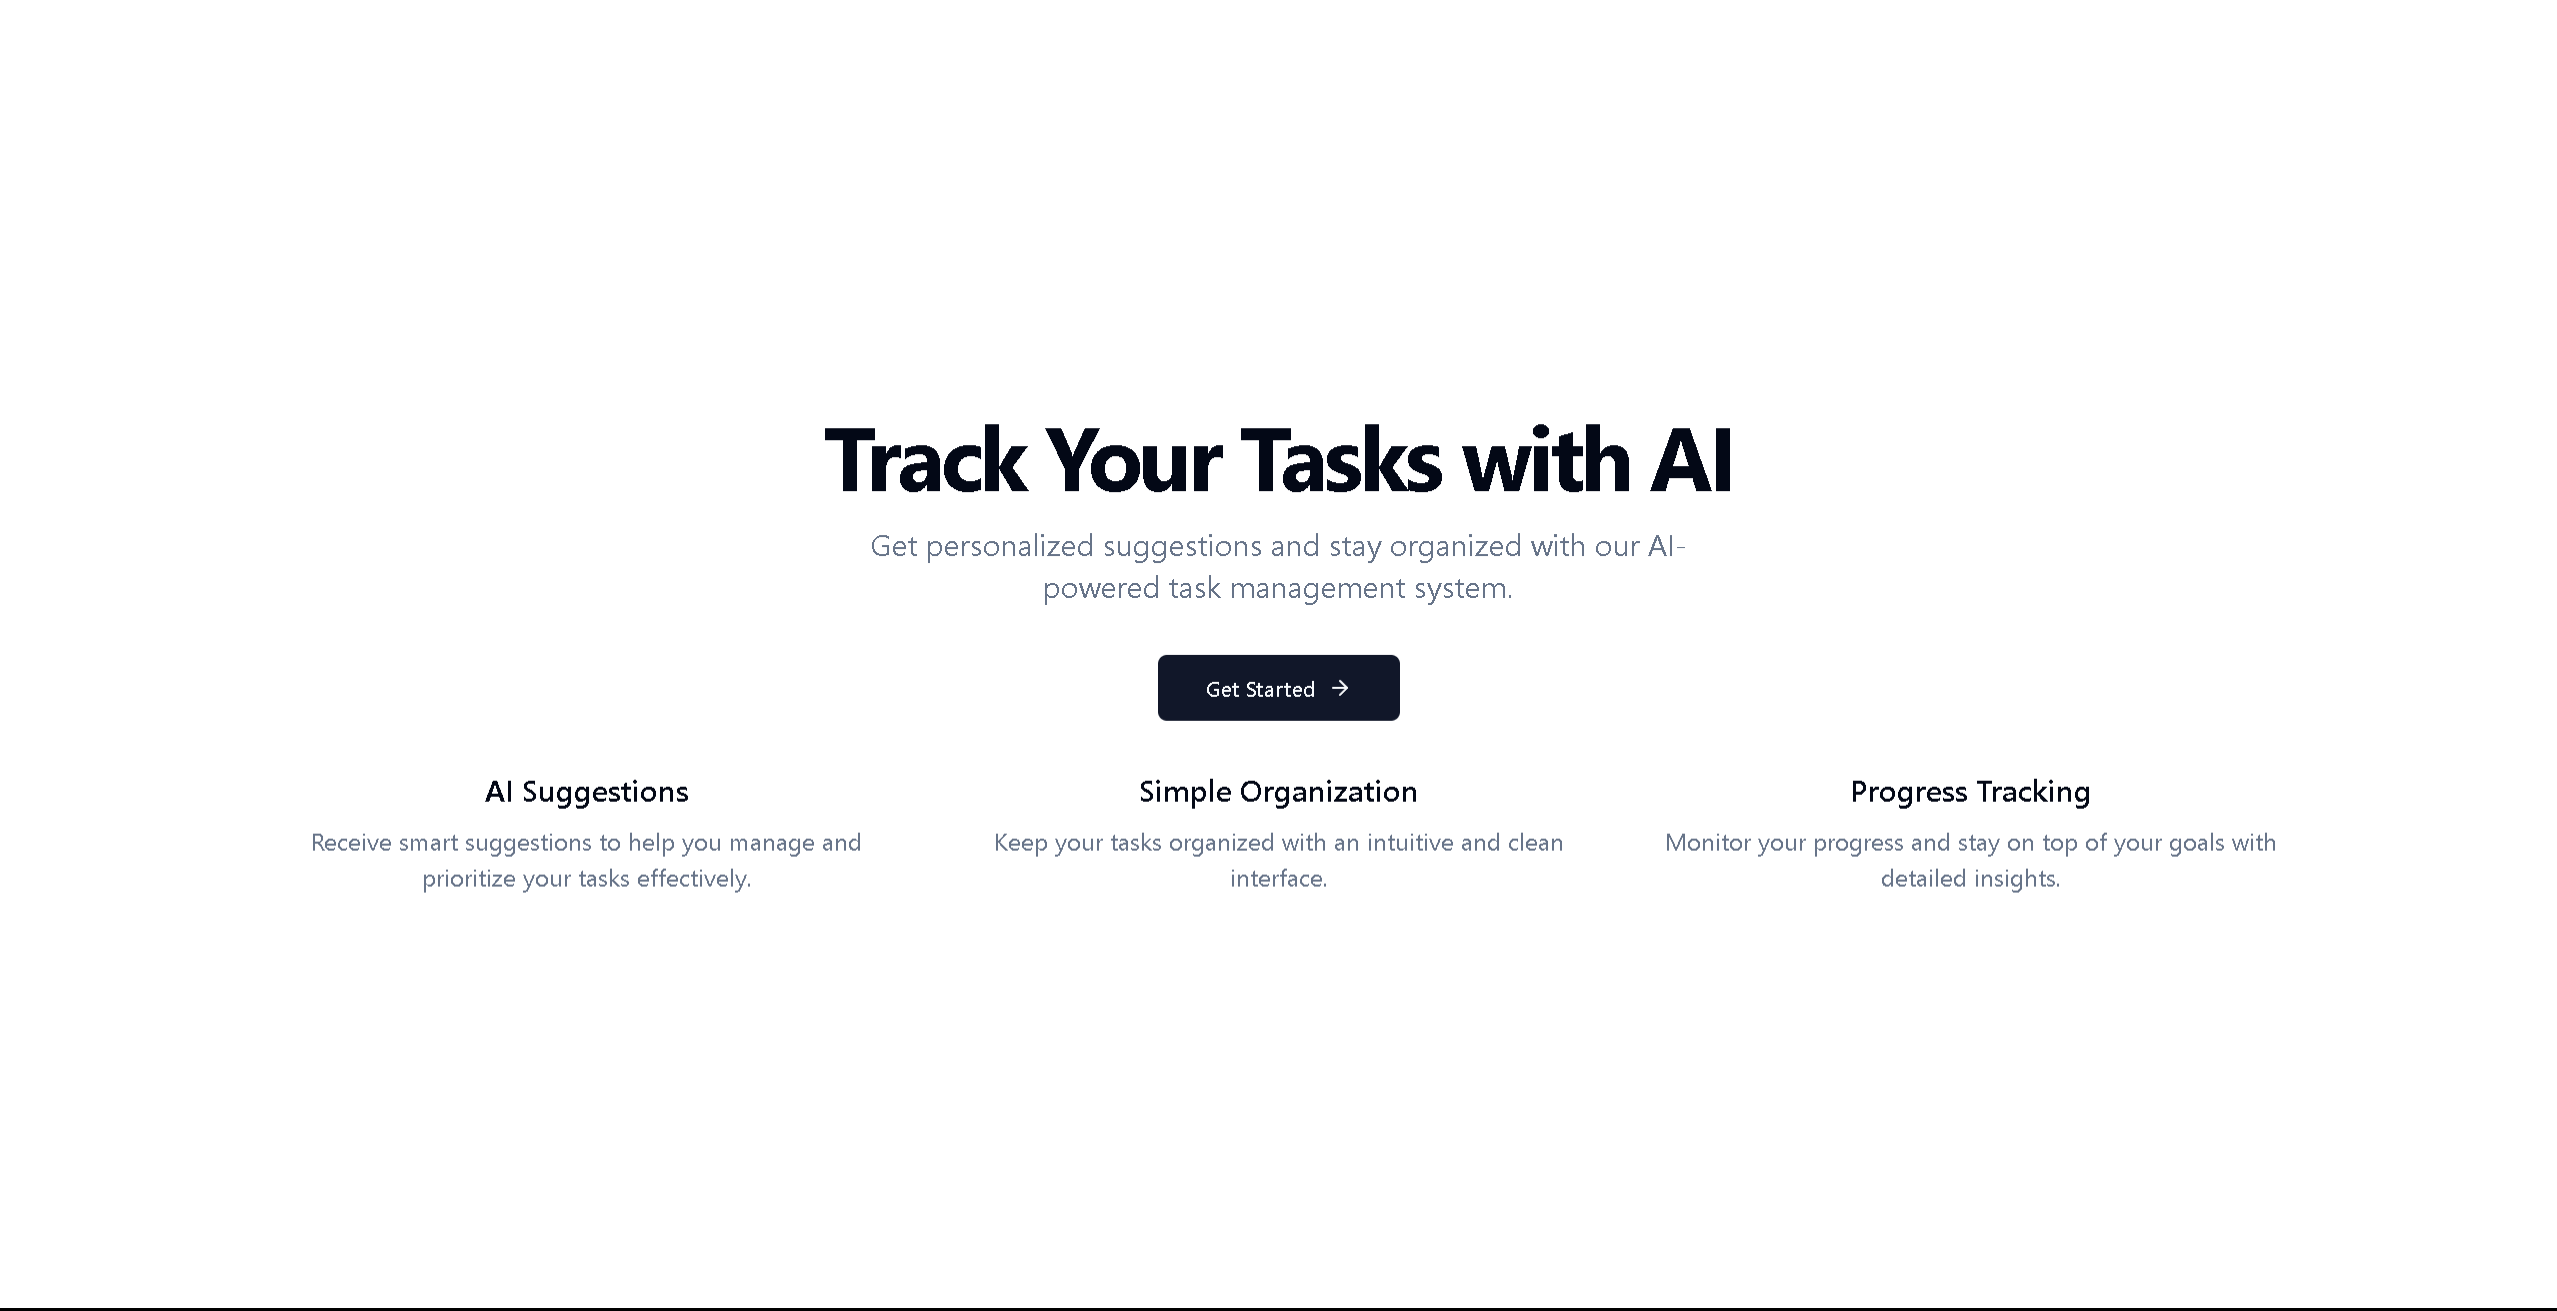 Track Your Tasks with AI
Get personalized suggestions and stay organized with our AI-
powered task management system.
Get Started
AI Suggestions
Receive smart suggestions to help you manage and
prioritize your tasks effectively.
Simple Organization
Keep your tasks organized with an intuitive and clean
interface.
Progress Tracking
Monitor your progress and stay on top of your goals with
detailed insights.